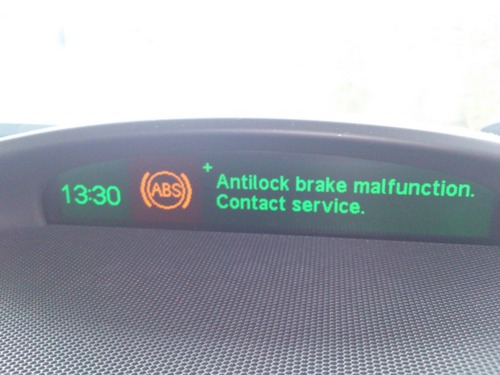 13:30 ABS + Antilock brake malfunction.
Contact service.